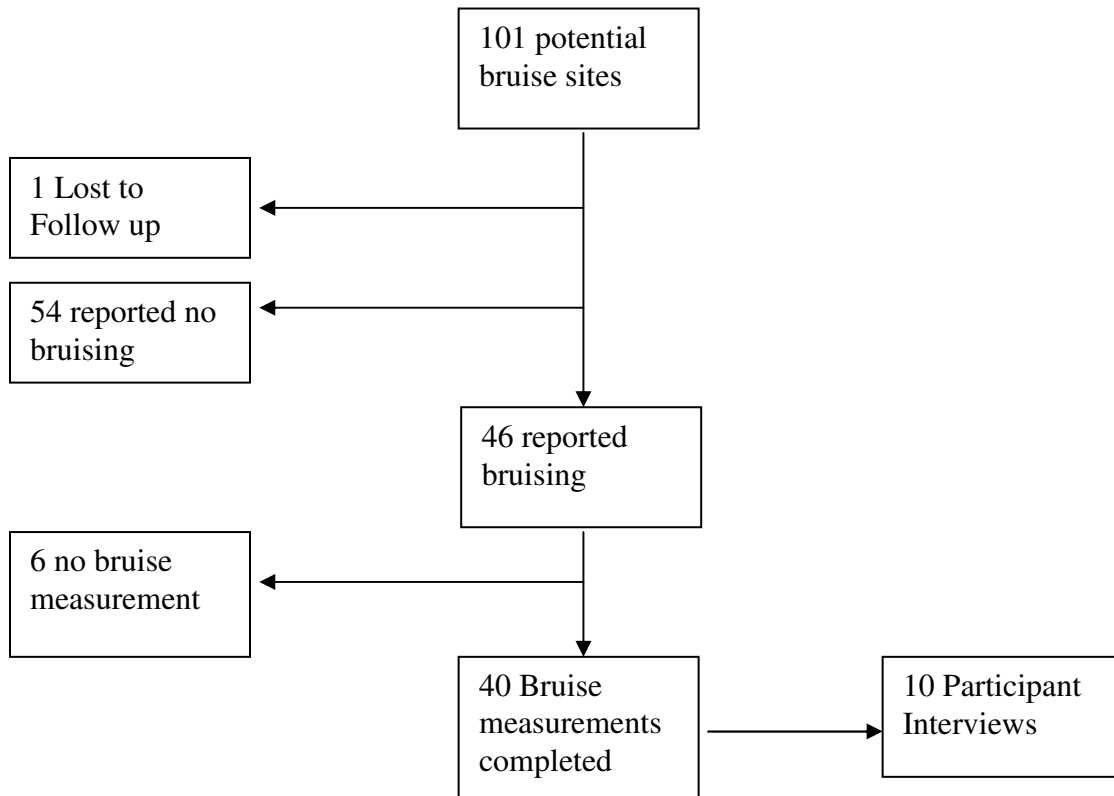 101 potential
bruise sites
1 Lost to
Follow up
54 reported no
bruising
46 reported
bruising
6 no bruise
measurement
40 Bruise
measurements
completed
10 Participant
Interviews